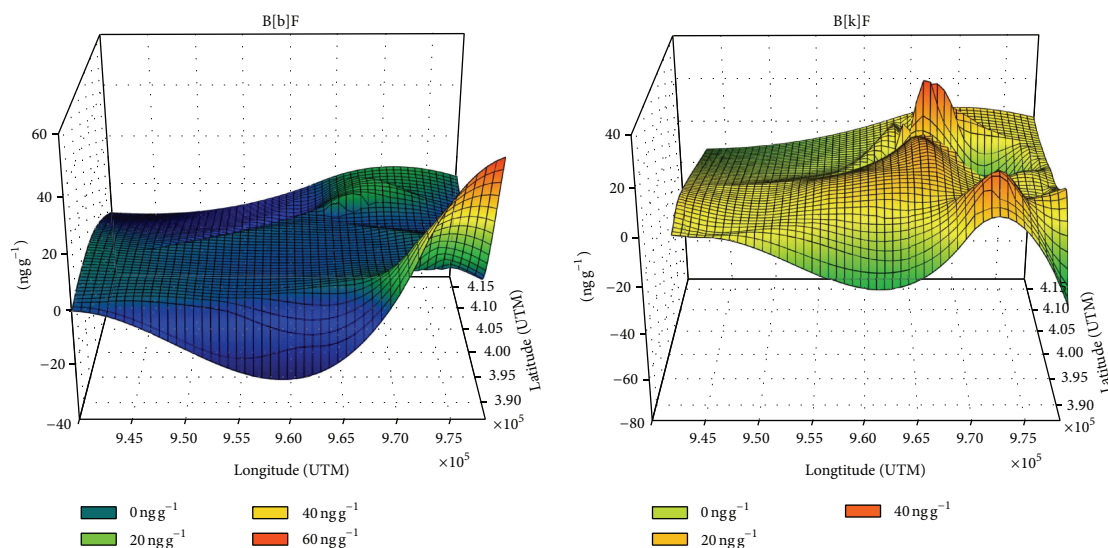 B[b]F
60
40
20
0
−20
−40
(ng g⁻¹)
9.45
9.50
9.55
9.60
9.65
9.70
9.75
×10⁵
Longitude (UTM)
4.15
4.10
4.05
4.00
3.95
3.90
×10⁵
Latitude (UTM)
0 ng g⁻¹
20 ng g⁻¹
40 ng g⁻¹
60 ng g⁻¹
B[k]F
40
20
0
−20
−40
−60
−80
(ng g⁻¹)
9.45
9.50
9.55
9.60
9.65
9.70
9.75
×10⁵
Longtitude (UTM)
4.15
4.10
4.05
4.00
3.95
3.90
×10⁵
Latitude (UTM)
0 ng g⁻¹
20 ng g⁻¹
40 ng g⁻¹